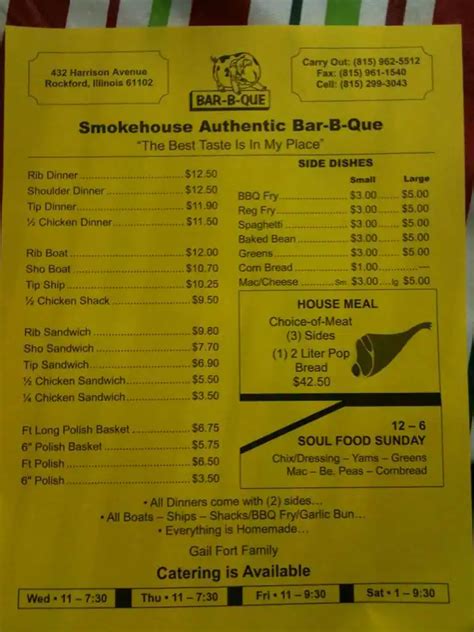 432 Harrison Avenue
Rockford, Illinois 61102
BAR-B-QUE
Carry Out: (815) 962-5512
Fax: (815) 961-1540
Cell: (815) 299-3043
Smokehouse Authentic Bar-B-Que
"The Best Taste Is In My Place"
Rib Dinner $12.50
Shoulder Dinner $12.50
Tip Dinner $11.90
½ Chicken Dinner $11.50
Rib Boat $12.00
Sho Boat $10.70
Tip Ship $10.25
½ Chicken Shack $9.50
Rib Sandwich $9.60
Sho Sandwich $7.50
Tip Sandwich $6.90
½ Chicken Sandwich $5.50
¼ Chicken Sandwich $3.50
Ft Long Polish Basket $6.75
6" Polish Basket $5.75
Ft Polish $6.50
6" Polish $3.50
SIDE DISHES
Small Large
BBQ Fry $3.00 $5.00
Reg Fry $3.00 $5.00
Spaghetti $3.00 $5.00
Baked Bean $3.00 $5.00
Greens $3.00 $5.00
Corn Bread $1.00 ---
Mac/Cheese Sm $3.00 lg $5.00
HOUSE MEAL
Choice-of-Meat
(3) Sides
(1) 2 Liter Pop
Bread
$42.50
12 – 6
SOUL FOOD SUNDAY
Chix/Dressing – Yams – Greens
Mac – Be. Peas – Cornbread
• All Dinners come with (2) sides...
• All Boats – Ships – Shacks/BBQ Fry/Garlic Bun...
• Everything is Homemade...
Gail Fort Family
Catering is Available
Wed • 11 – 7:30
Thu • 11 – 7:30
Fri • 11 – 9:30
Sat • 1 – 9:30